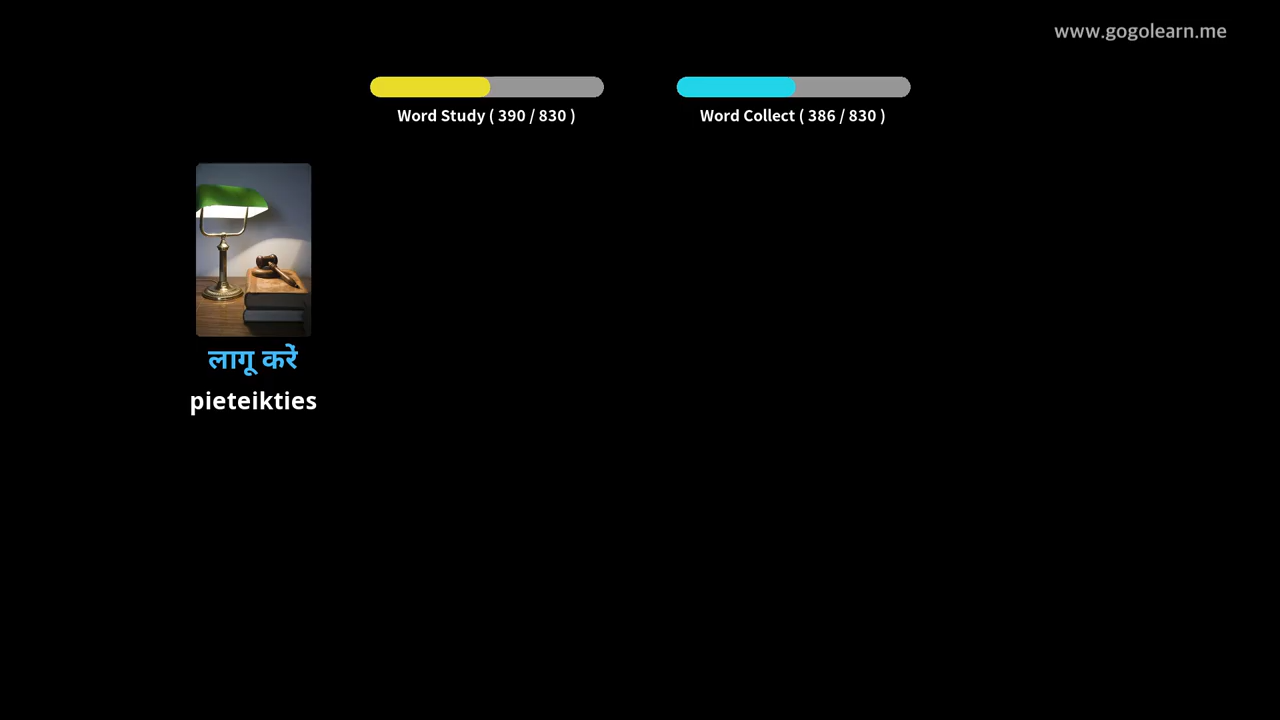 www.gogolearn.me
Word Study ( 390 / 830 )
Word Collect ( 386 / 830 )
लागू करें
pieteikties